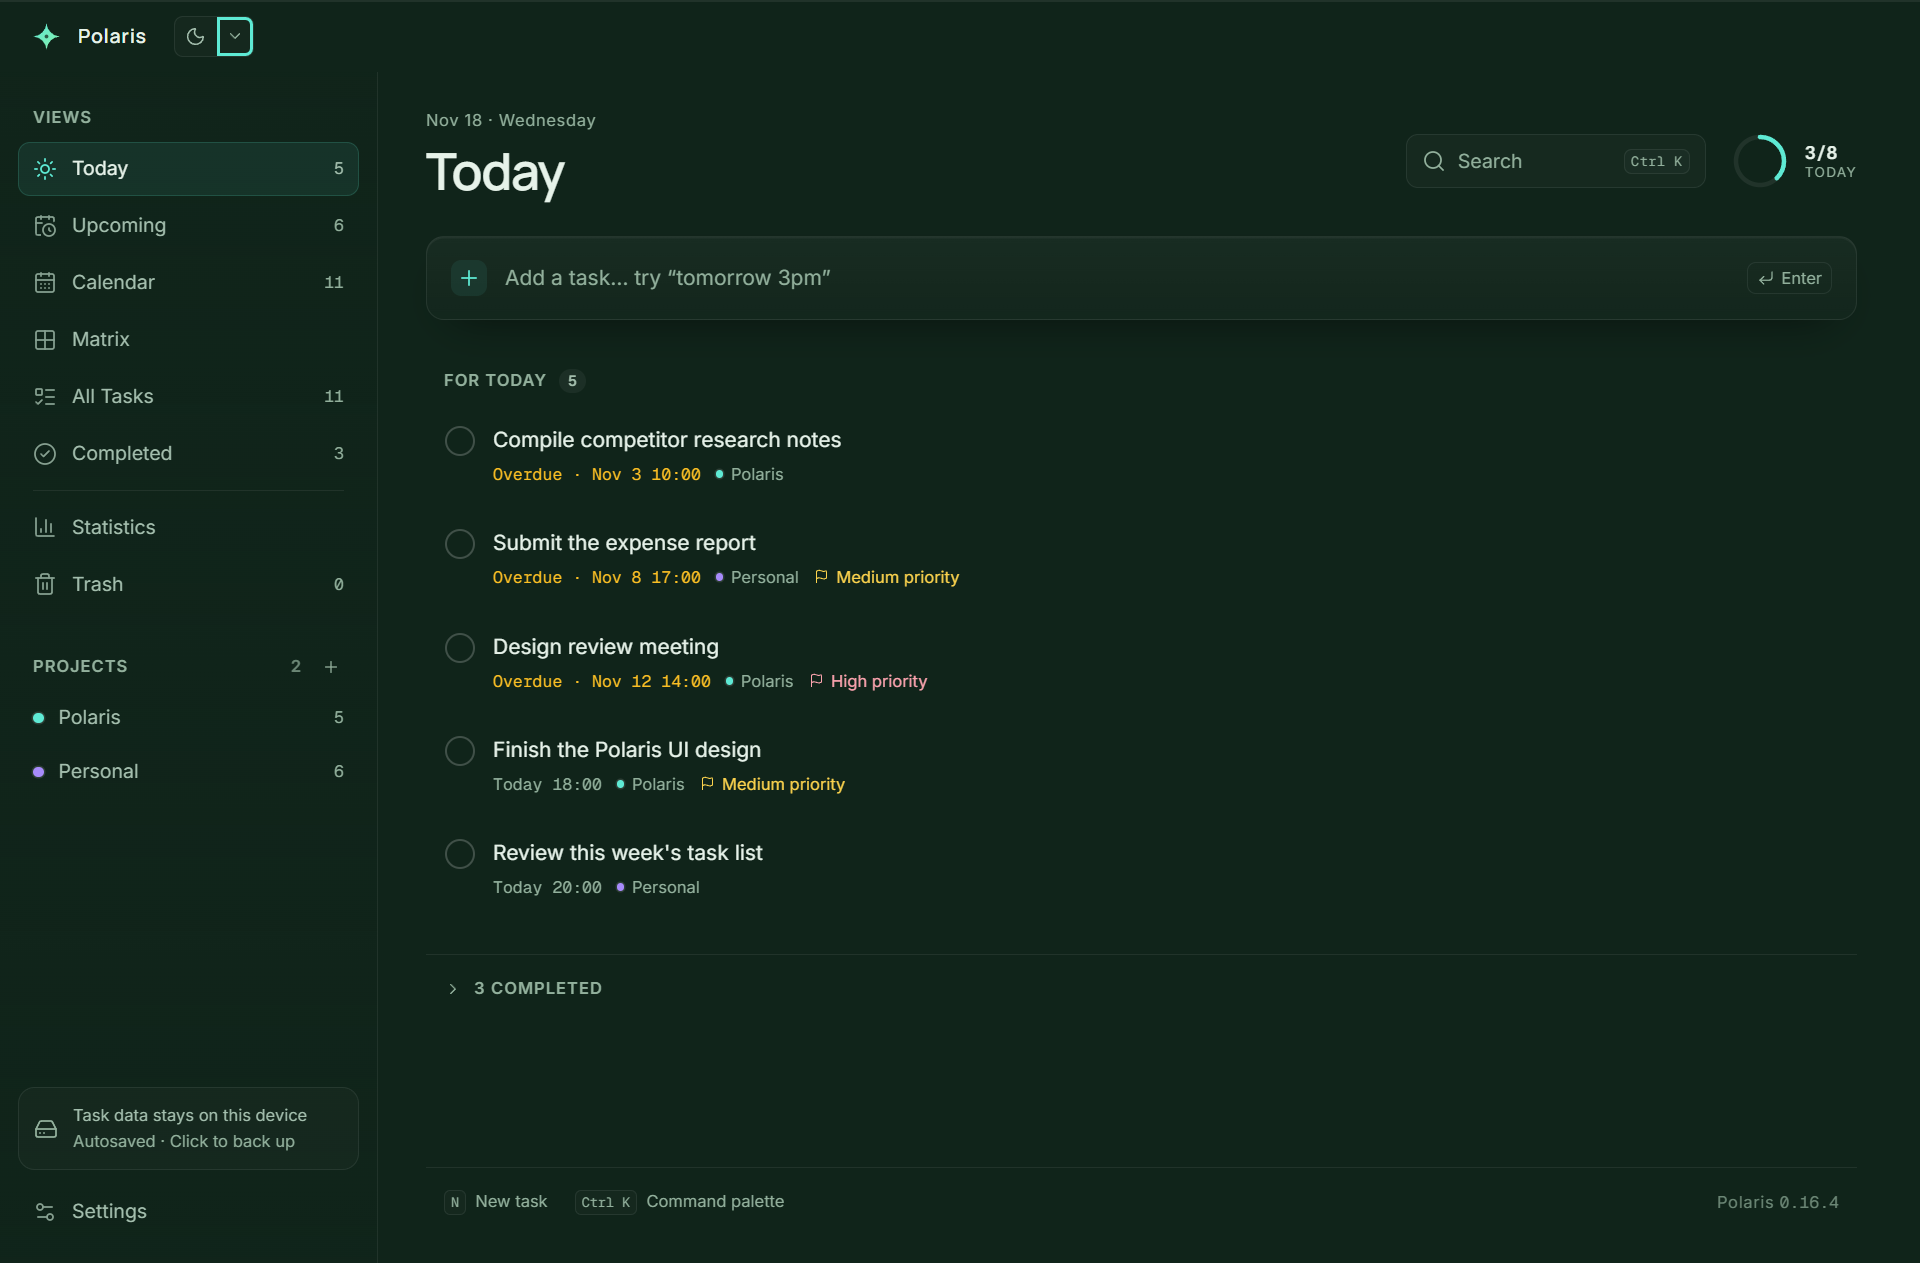 Polaris
VIEWS
Today 5
Upcoming 6
Calendar 11
Matrix
All Tasks 11
Completed 3
Statistics
Trash 0
PROJECTS 2
Polaris 5
Personal 6
Task data stays on this device
Autosaved · Click to back up
Settings
Nov 18 · Wednesday
Today
Search Ctrl K
3/8
TODAY
Add a task... try “tomorrow 3pm”
Enter
FOR TODAY 5
Compile competitor research notes
Overdue · Nov 3 10:00 Polaris
Submit the expense report
Overdue · Nov 8 17:00 Personal Medium priority
Design review meeting
Overdue · Nov 12 14:00 Polaris High priority
Finish the Polaris UI design
Today 18:00 Polaris Medium priority
Review this week's task list
Today 20:00 Personal
3 COMPLETED
N New task Ctrl K Command palette
Polaris 0.16.4